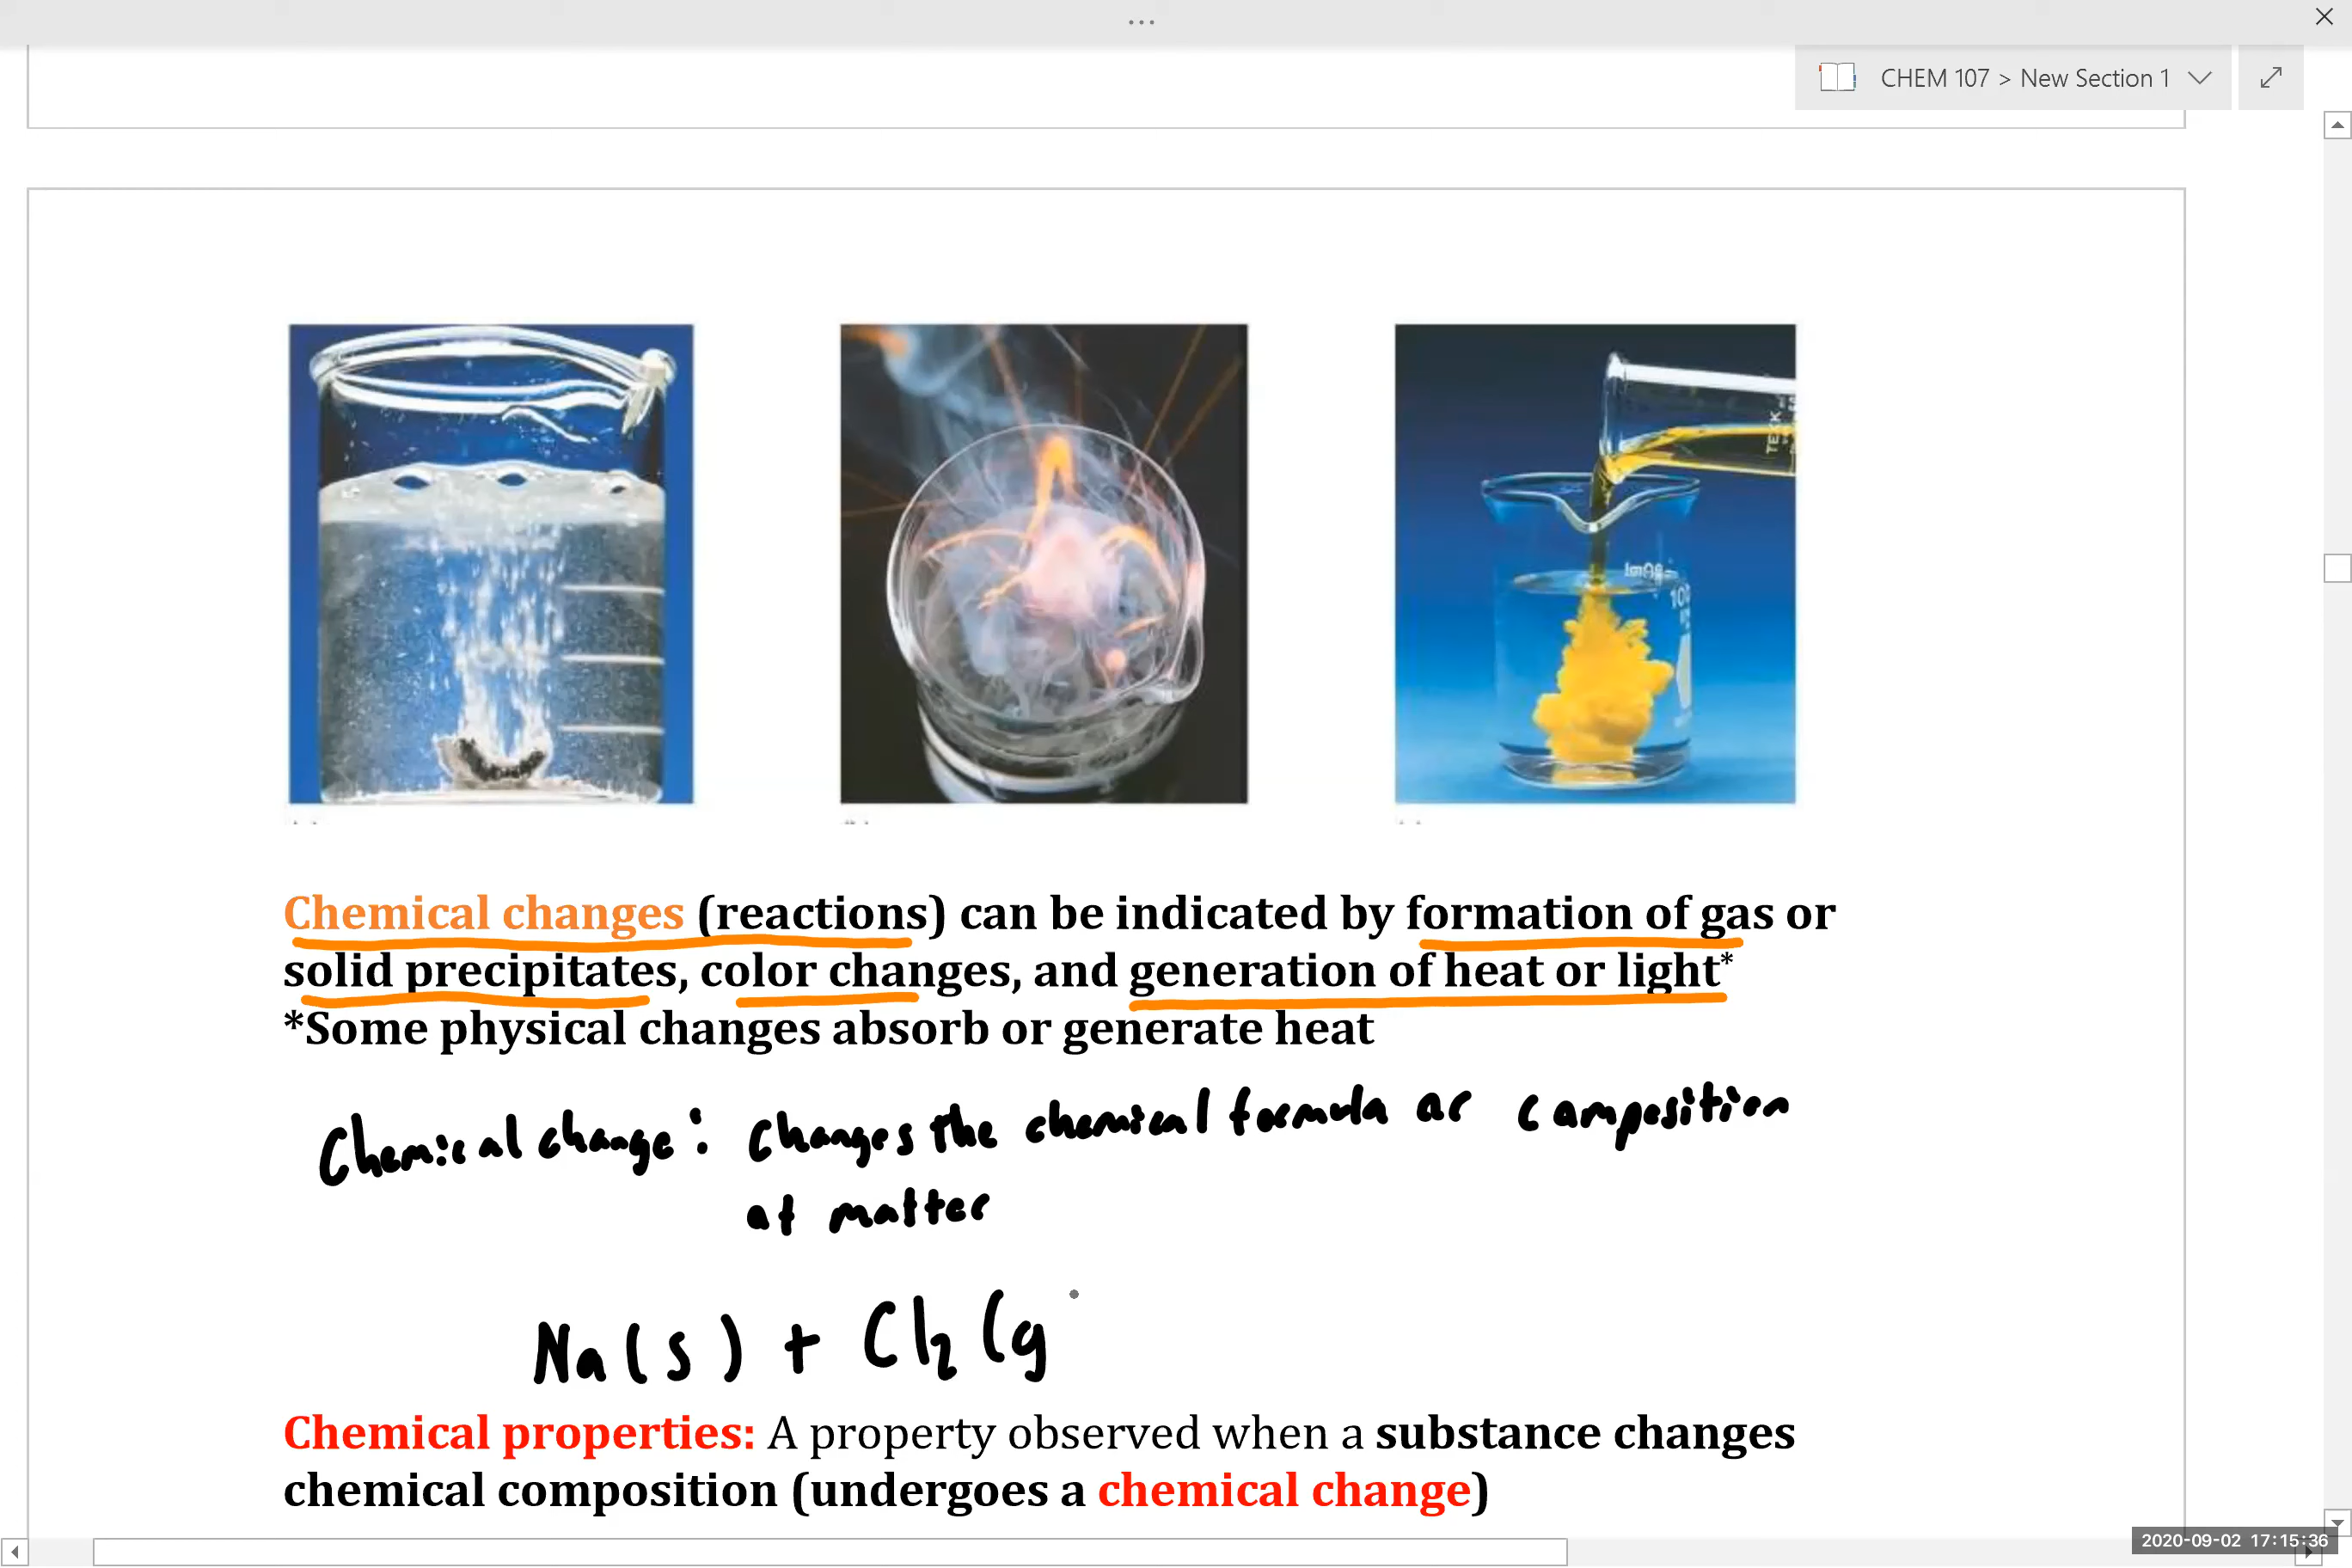 CHEM 107 > New Section 1
TEKK
100
Chemical changes (reactions) can be indicated by formation of gas or
solid precipitates, color changes, and generation of heat or light*
*Some physical changes absorb or generate heat
Chemical change: changes the chemical formula or composition
of matter
Na(s) + Cl2 (g
Chemical properties: A property observed when a substance changes
chemical composition (undergoes a chemical change)
2020-09-02 17:15:36